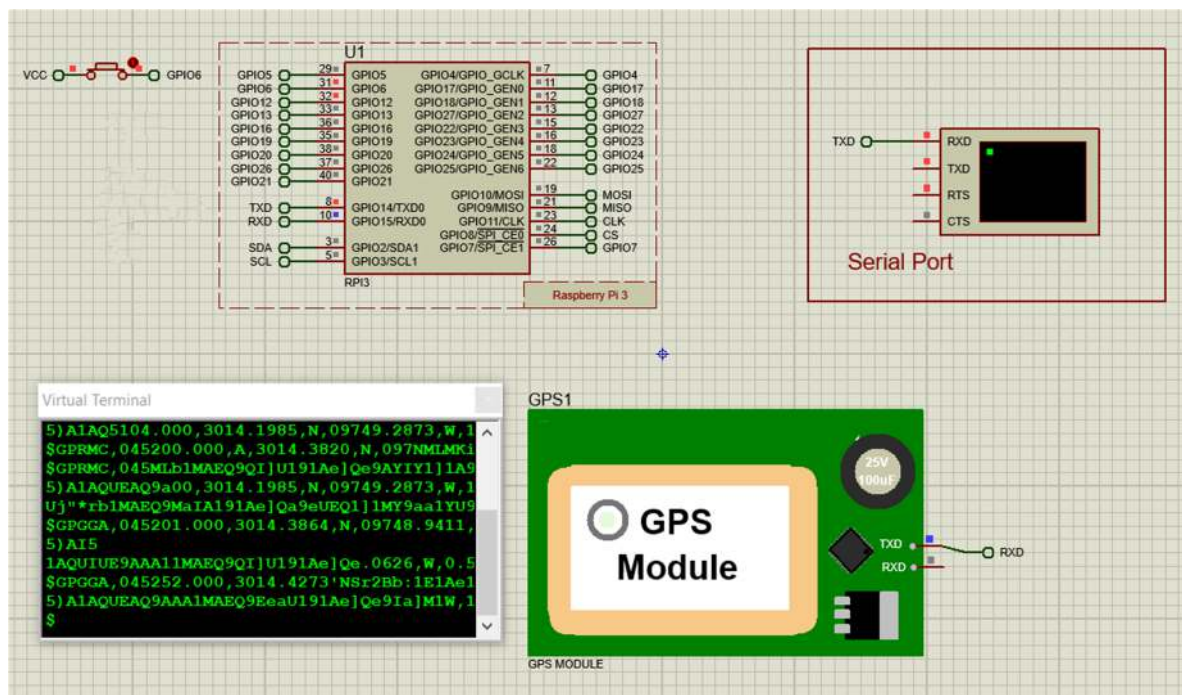 U1
VCC
GPIO6
GPIO5 29 GPIO5 GPIO4/GPIO_GCLK 7 GPIO4
GPIO6 31 GPIO6 GPIO17/GPIO_GEN0 11 GPIO17
GPIO12 32 GPIO12 GPIO18/GPIO_GEN1 12 GPIO18
GPIO13 33 GPIO13 GPIO27/GPIO_GEN2 13 GPIO27
GPIO16 36 GPIO16 GPIO22/GPIO_GEN3 15 GPIO22
GPIO19 35 GPIO19 GPIO23/GPIO_GEN4 16 GPIO23
GPIO20 38 GPIO20 GPIO24/GPIO_GEN5 18 GPIO24
GPIO26 37 GPIO26 GPIO25/GPIO_GEN6 22 GPIO25
GPIO21 40 GPIO21
GPIO10/MOSI 19 MOSI
TXD 8 GPIO14/TXD0 GPIO9/MISO 21 MISO
RXD 10 GPIO15/RXD0 GPIO11/CLK 23 CLK
GPIO8/SPI_CE0 24 CS
SDA 3 GPIO2/SDA1 GPIO7/SPI_CE1 26 GPIO7
SCL 5 GPIO3/SCL1
RPI3
Raspberry Pi 3
TXD RXD
TXD
RTS
CTS
Serial Port
Virtual Terminal
5)A1AQ5104.000,3014.1985,N,09749.2873,W,1
$GPRMC,045200.000,A,3014.3820,N,097NMLMKi
$GPRMC,045MLb1MAEQ9QI]U191Ae]Qe9AYIY1]1A9
5)A1AQUEAQ9a00,3014.1985,N,09749.2873,W,1
Uj"*rb1MAEQ9MaIA191Ae]Qa9eUEQ1]1MY9aa1YU9
$GPGGA,045201.000,3014.3864,N,09748.9411,
5)AI5
1AQUIUE9AAA11MAEQ9QI]U191Ae]Qe.0626,W,0.5
$GPGGA,045252.000,3014.4273'NSr2Bb:1E1Ae1
5)A1AQUEAQ9AAA1MAEQ9EeaU191Ae]Qe9Ia]M1W,1
$
GPS1
25V
100uF
GPS
Module
TXD
RXD
RXD
GPS MODULE